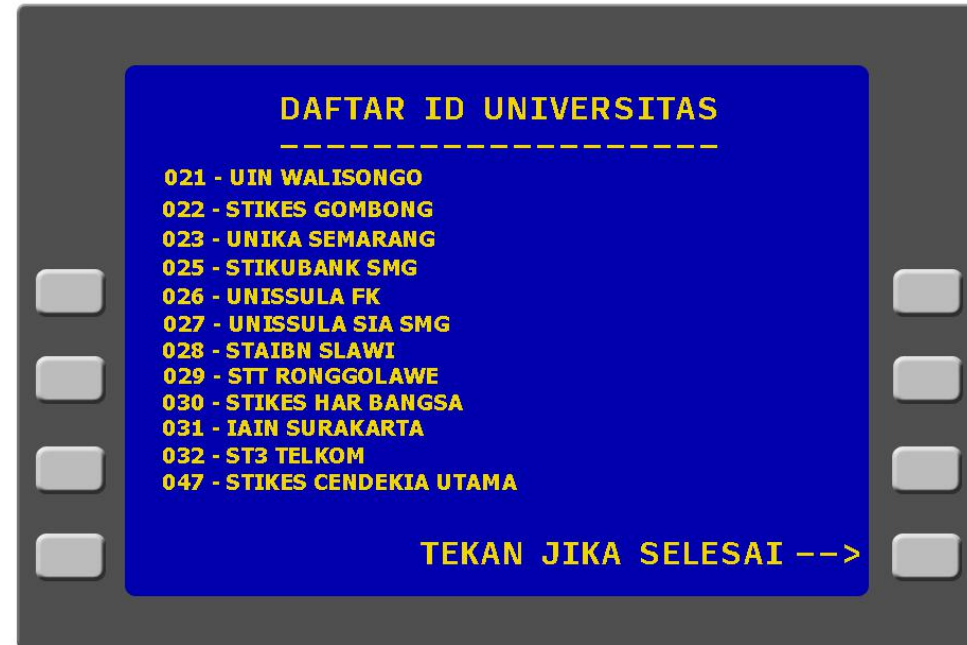 DAFTAR ID UNIVERSITAS
-------------------
021 - UIN WALISONGO
022 - STIKES GOMBONG
023 - UNIKA SEMARANG
025 - STIKUBANK SMG
026 - UNISSULA FK
027 - UNISSULA SIA SMG
028 - STAIBN SLAWI
029 - STT RONGGOLAWE
030 - STIKES HAR BANGSA
031 - IAIN SURAKARTA
032 - ST3 TELKOM
047 - STIKES CENDEKIA UTAMA
TEKAN JIKA SELESAI -->